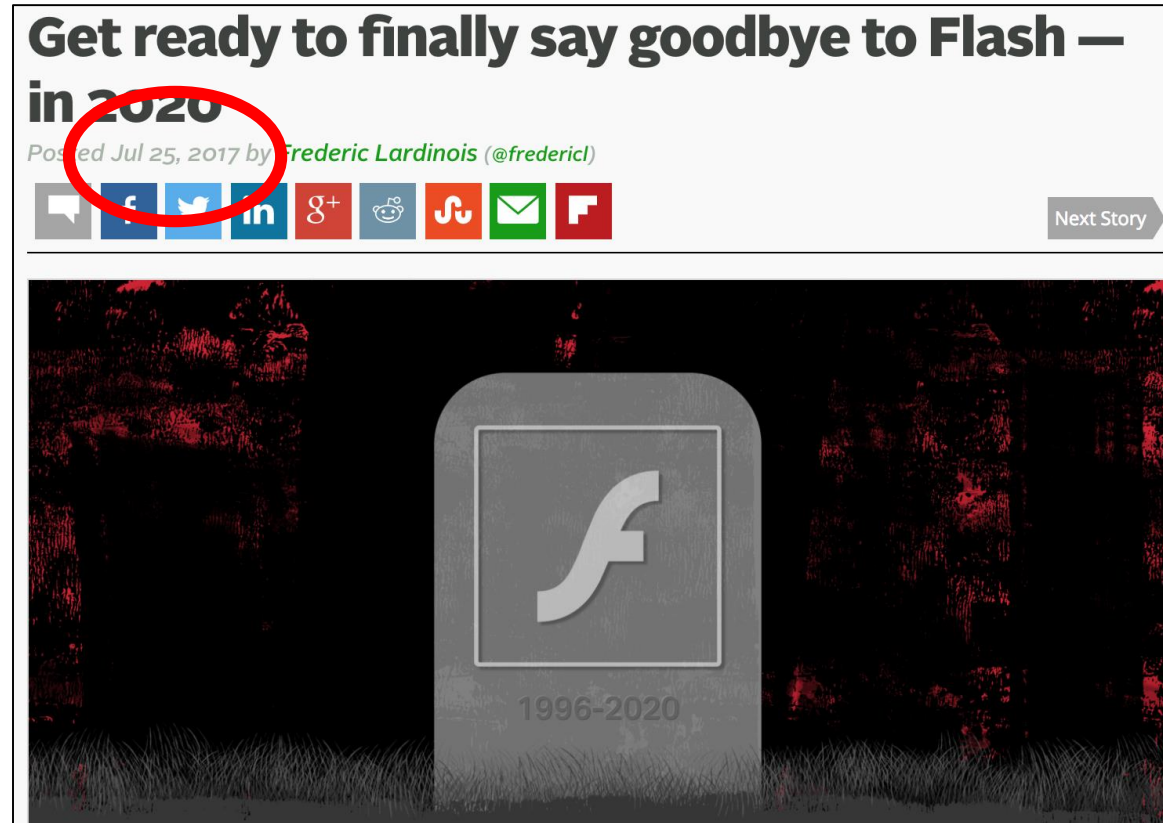 Get ready to finally say goodbye to Flash —
in 2020
Posted Jul 25, 2017 by Frederic Lardinois (@fredericl)
f in g+
Next Story
1996-2020